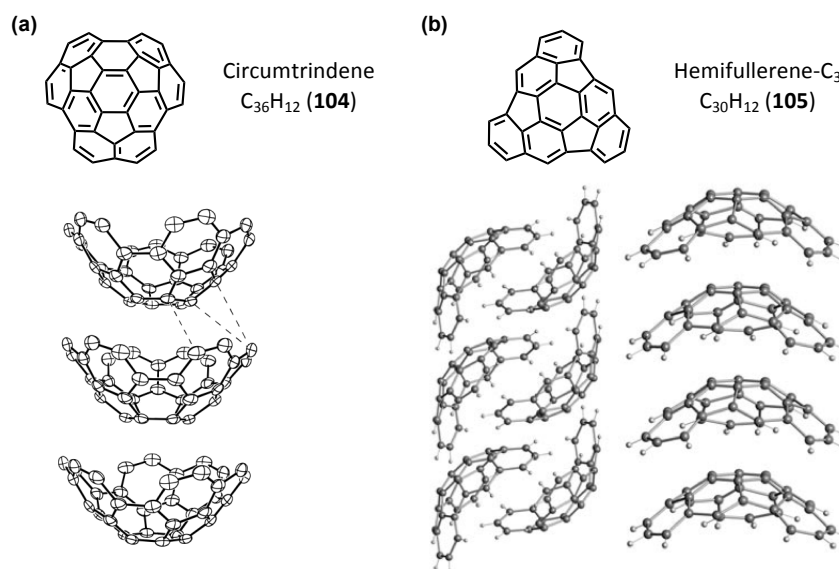 (a)
Circumtrindene
C₃₆H₁₂ (104)
(b)
Hemifullerene-C₃
C₃₀H₁₂ (105)